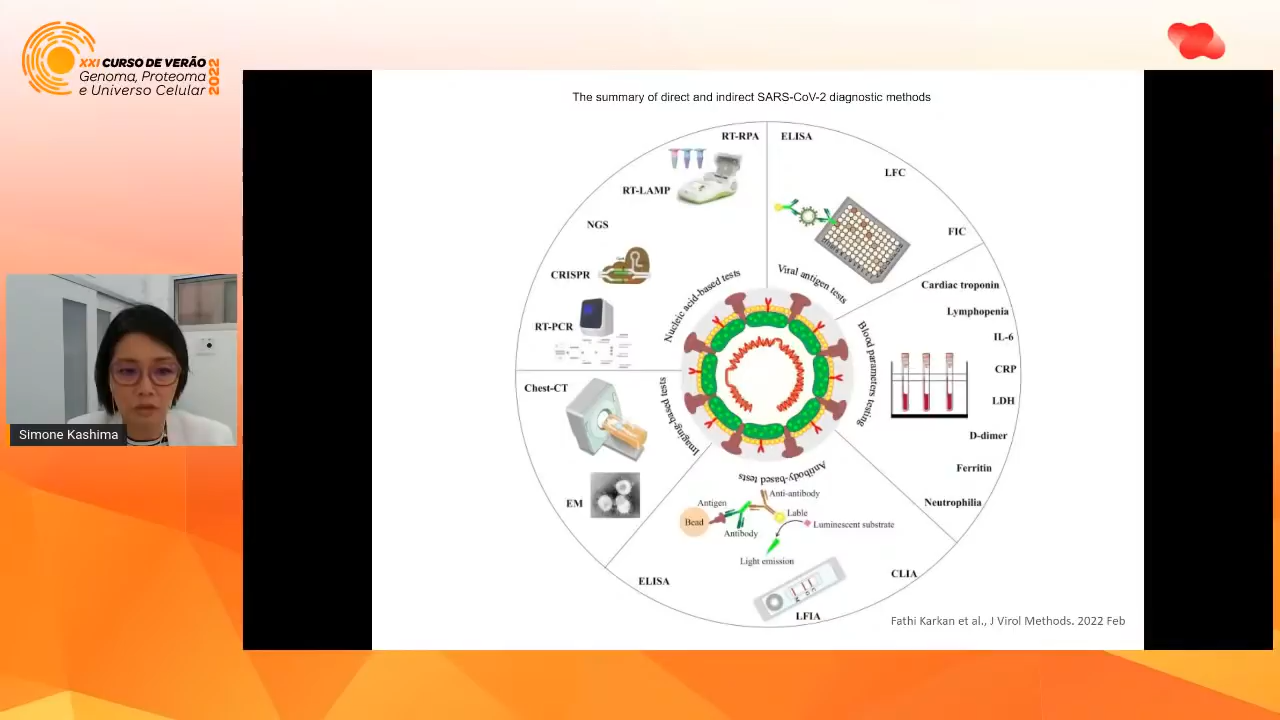 XXI CURSO DE VERÃO
Genoma, Proteoma
e Universo Celular
2022
The summary of direct and indirect SARS-CoV-2 diagnostic methods
RT-RPA
RT-LAMP
NGS
CRISPR
RT-PCR
Nucleic acid-based tests
ELISA
LFC
FIC
Viral antigen tests
Cardiac troponin
Lymphopenia
IL-6
CRP
LDH
D-dimer
Ferritin
Neutrophilia
Blood parameters testing
Chest-CT
EM
Imaging-based tests
Antibody-based tests
Anti-antibody
Antigen
Bead
Lable
Antibody
Luminescent substrate
Light emission
ELISA
CLIA
LFIA
Fathi Karkan et al., J Virol Methods. 2022 Feb
Simone Kashima